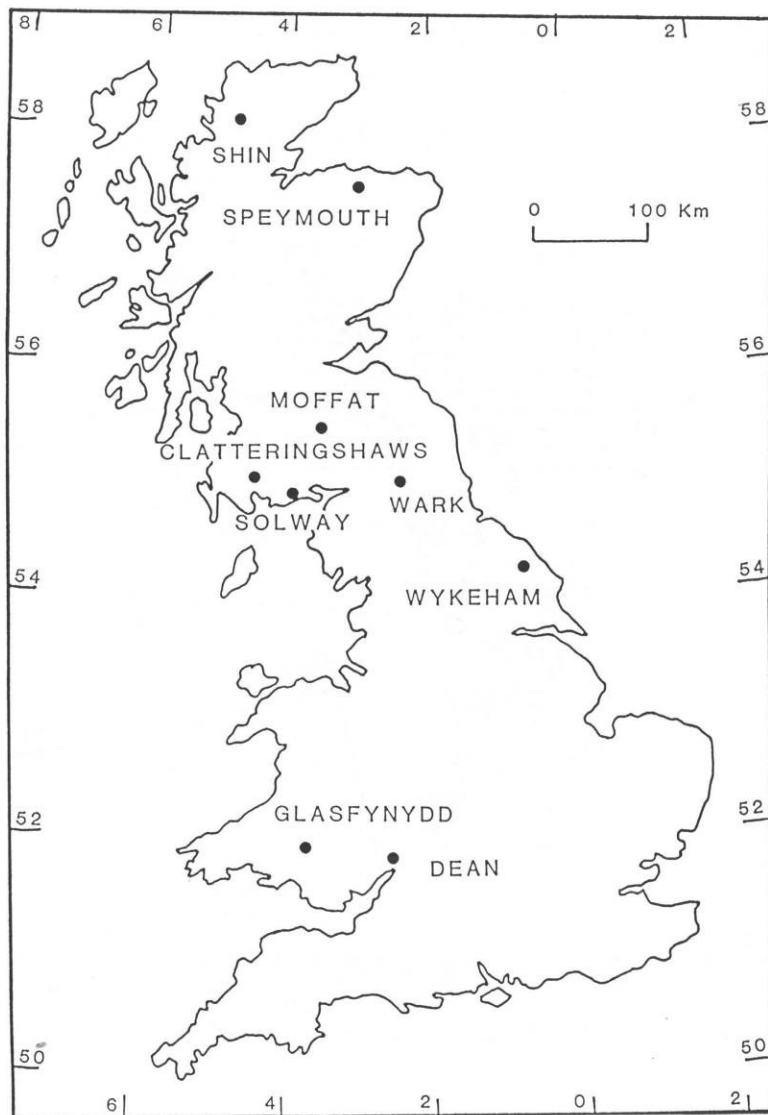 8 6 4 2 0 2
58 58
SHIN
SPEYMOUTH
0 100 Km
56 56
MOFFAT
CLATTERINGSHAWS
WARK
SOLWAY
54 54
WYKEHAM
52 52
GLASFYNYDD
DEAN
50 50
6 4 2 0 2